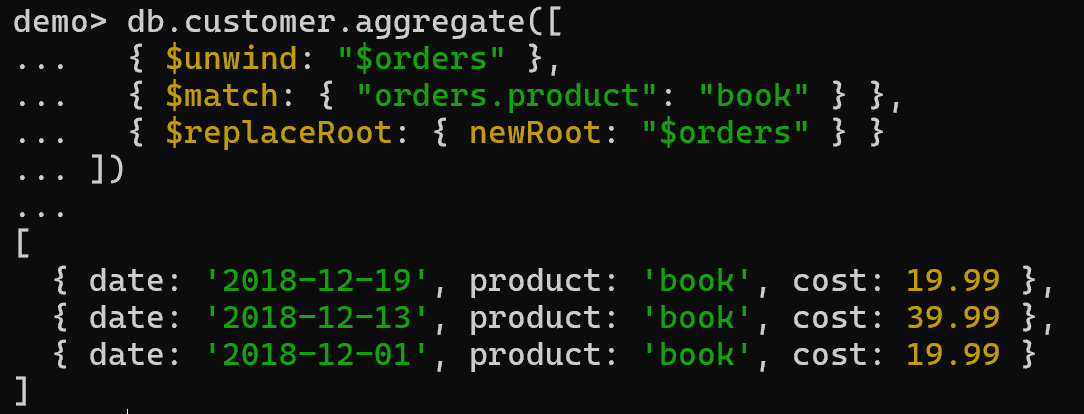 demo> db.customer.aggregate([
...   { $unwind: "$orders" },
...   { $match: { "orders.product": "book" } },
...   { $replaceRoot: { newRoot: "$orders" } }
... ])
...
[
  { date: '2018-12-19', product: 'book', cost: 19.99 },
  { date: '2018-12-13', product: 'book', cost: 39.99 },
  { date: '2018-12-01', product: 'book', cost: 19.99 }
]